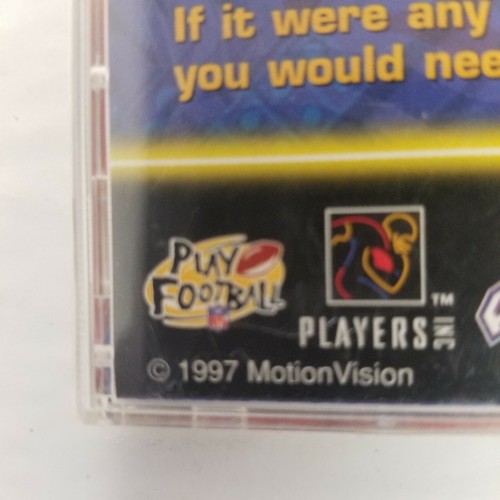 If it were any
you would nee
PLAY
FOOTBALL
NFL
TM
PLAYERS INC
© 1997 MotionVision